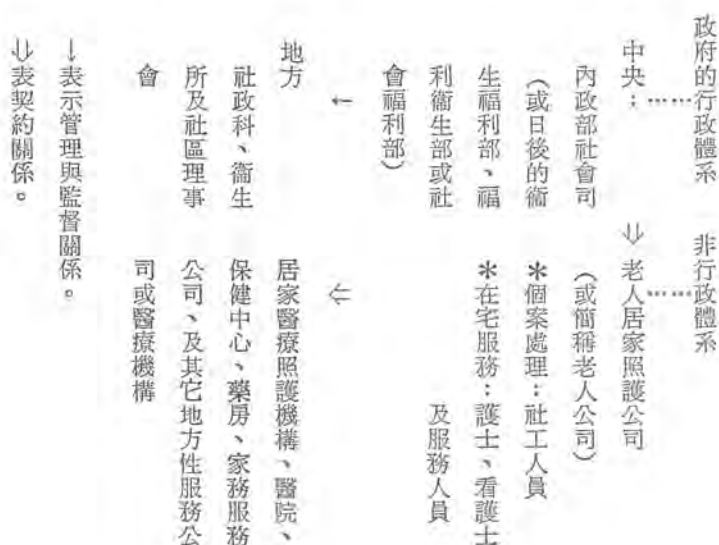 政府的行政體系　非行政體系
中央：⇓老人居家照護公司
內政部社會司　（或簡稱老人公司）
（或日後的衞　＊個案處理：社工人員
生福利部、福　＊在宅服務：護士、看護士
利衞生部或社　及服務人員
會福利部）
←　⇐
地方　居家醫療照護機構、醫院、
社政科、衞生　保健中心、藥房、家務服務
所及社區理事　公司、及其它地方性服務公
會　司或醫療機構
↓表示管理與監督關係。
⇓表契約關係。